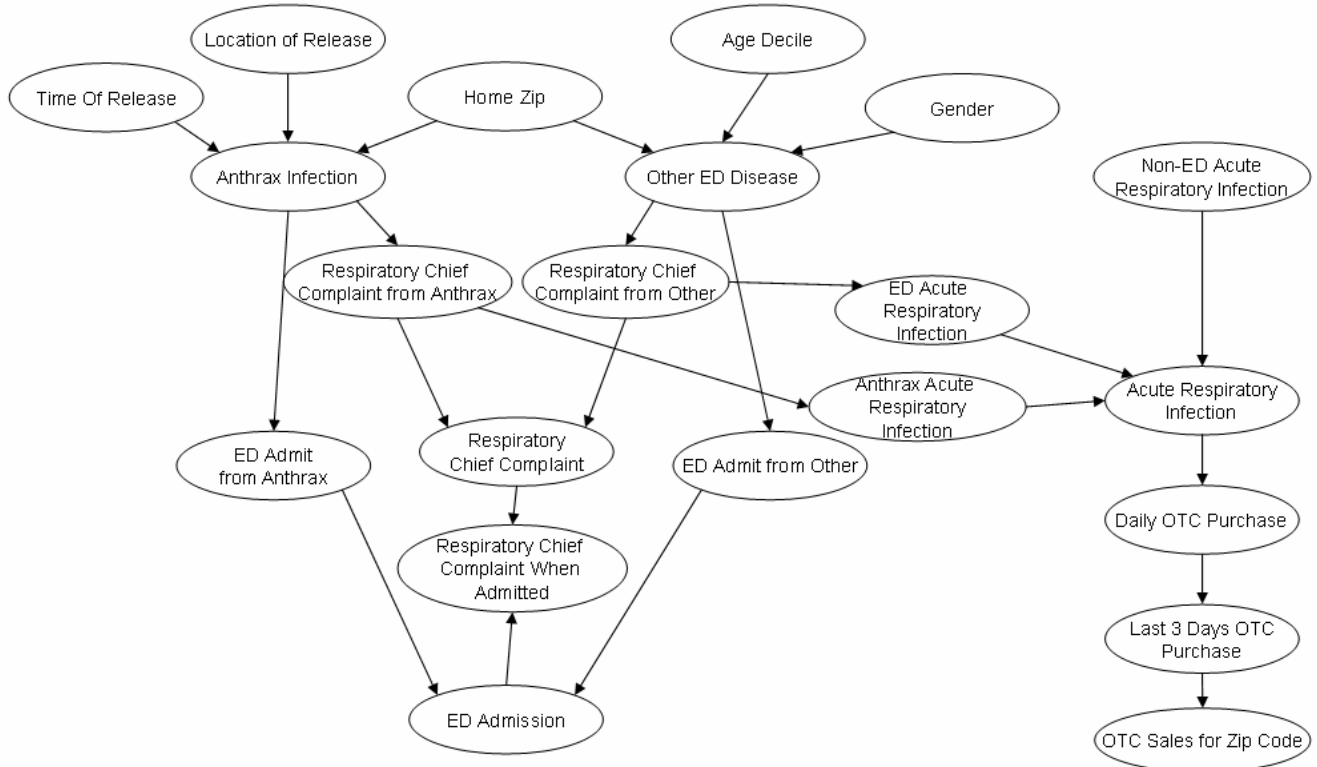 Location of Release
Age Decile
Time Of Release
Home Zip
Gender
Anthrax Infection
Other ED Disease
Non-ED Acute
Respiratory Infection
Respiratory Chief
Complaint from Anthrax
Respiratory Chief
Complaint from Other
ED Acute
Respiratory
Infection
Anthrax Acute
Respiratory
Infection
Acute Respiratory
Infection
ED Admit
from Anthrax
Respiratory
Chief Complaint
ED Admit from Other
Daily OTC Purchase
Respiratory Chief
Complaint When
Admitted
Last 3 Days OTC
Purchase
ED Admission
OTC Sales for Zip Code